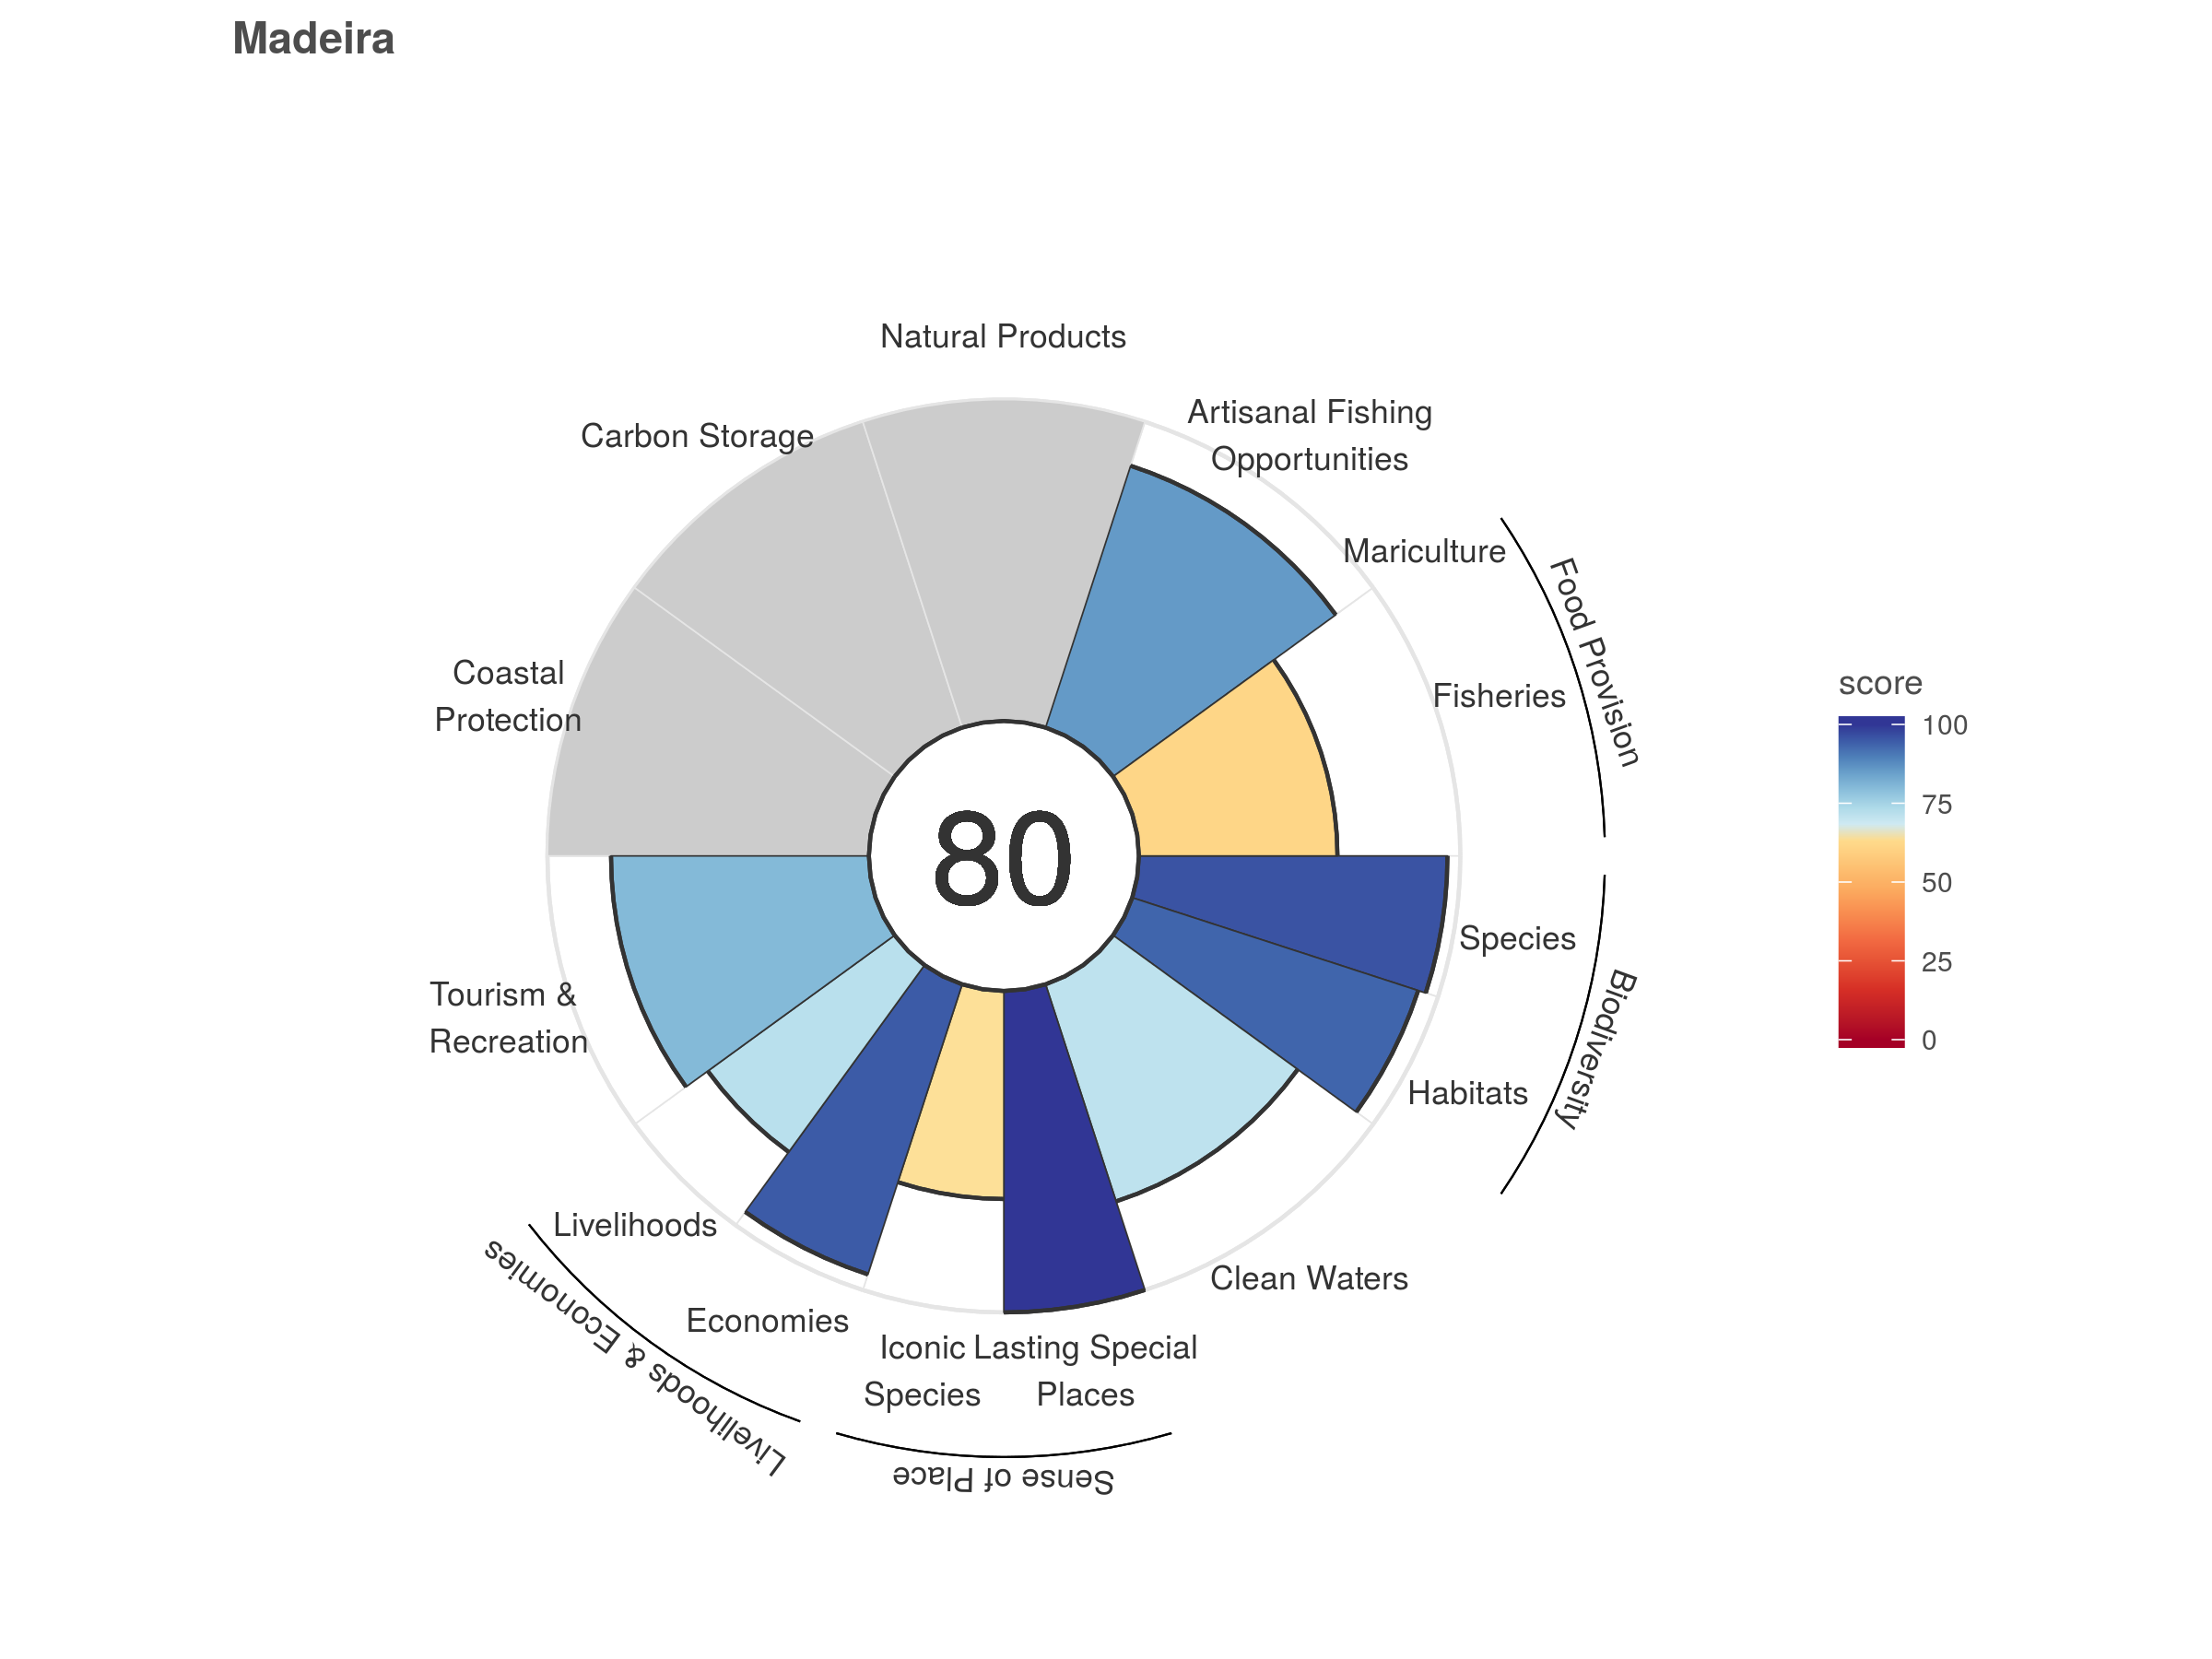 Madeira
Natural Products
Artisanal Fishing
Opportunities
Carbon Storage
Mariculture
Food Provision
Coastal
Protection
Fisheries
score
100
75
50
25
0
80
Species
Biodiversity
Habitats
Tourism &
Recreation
Livelihoods
Clean Waters
Livelihoods & Economies
Economies
Iconic
Species
Lasting Special
Places
Sense of Place